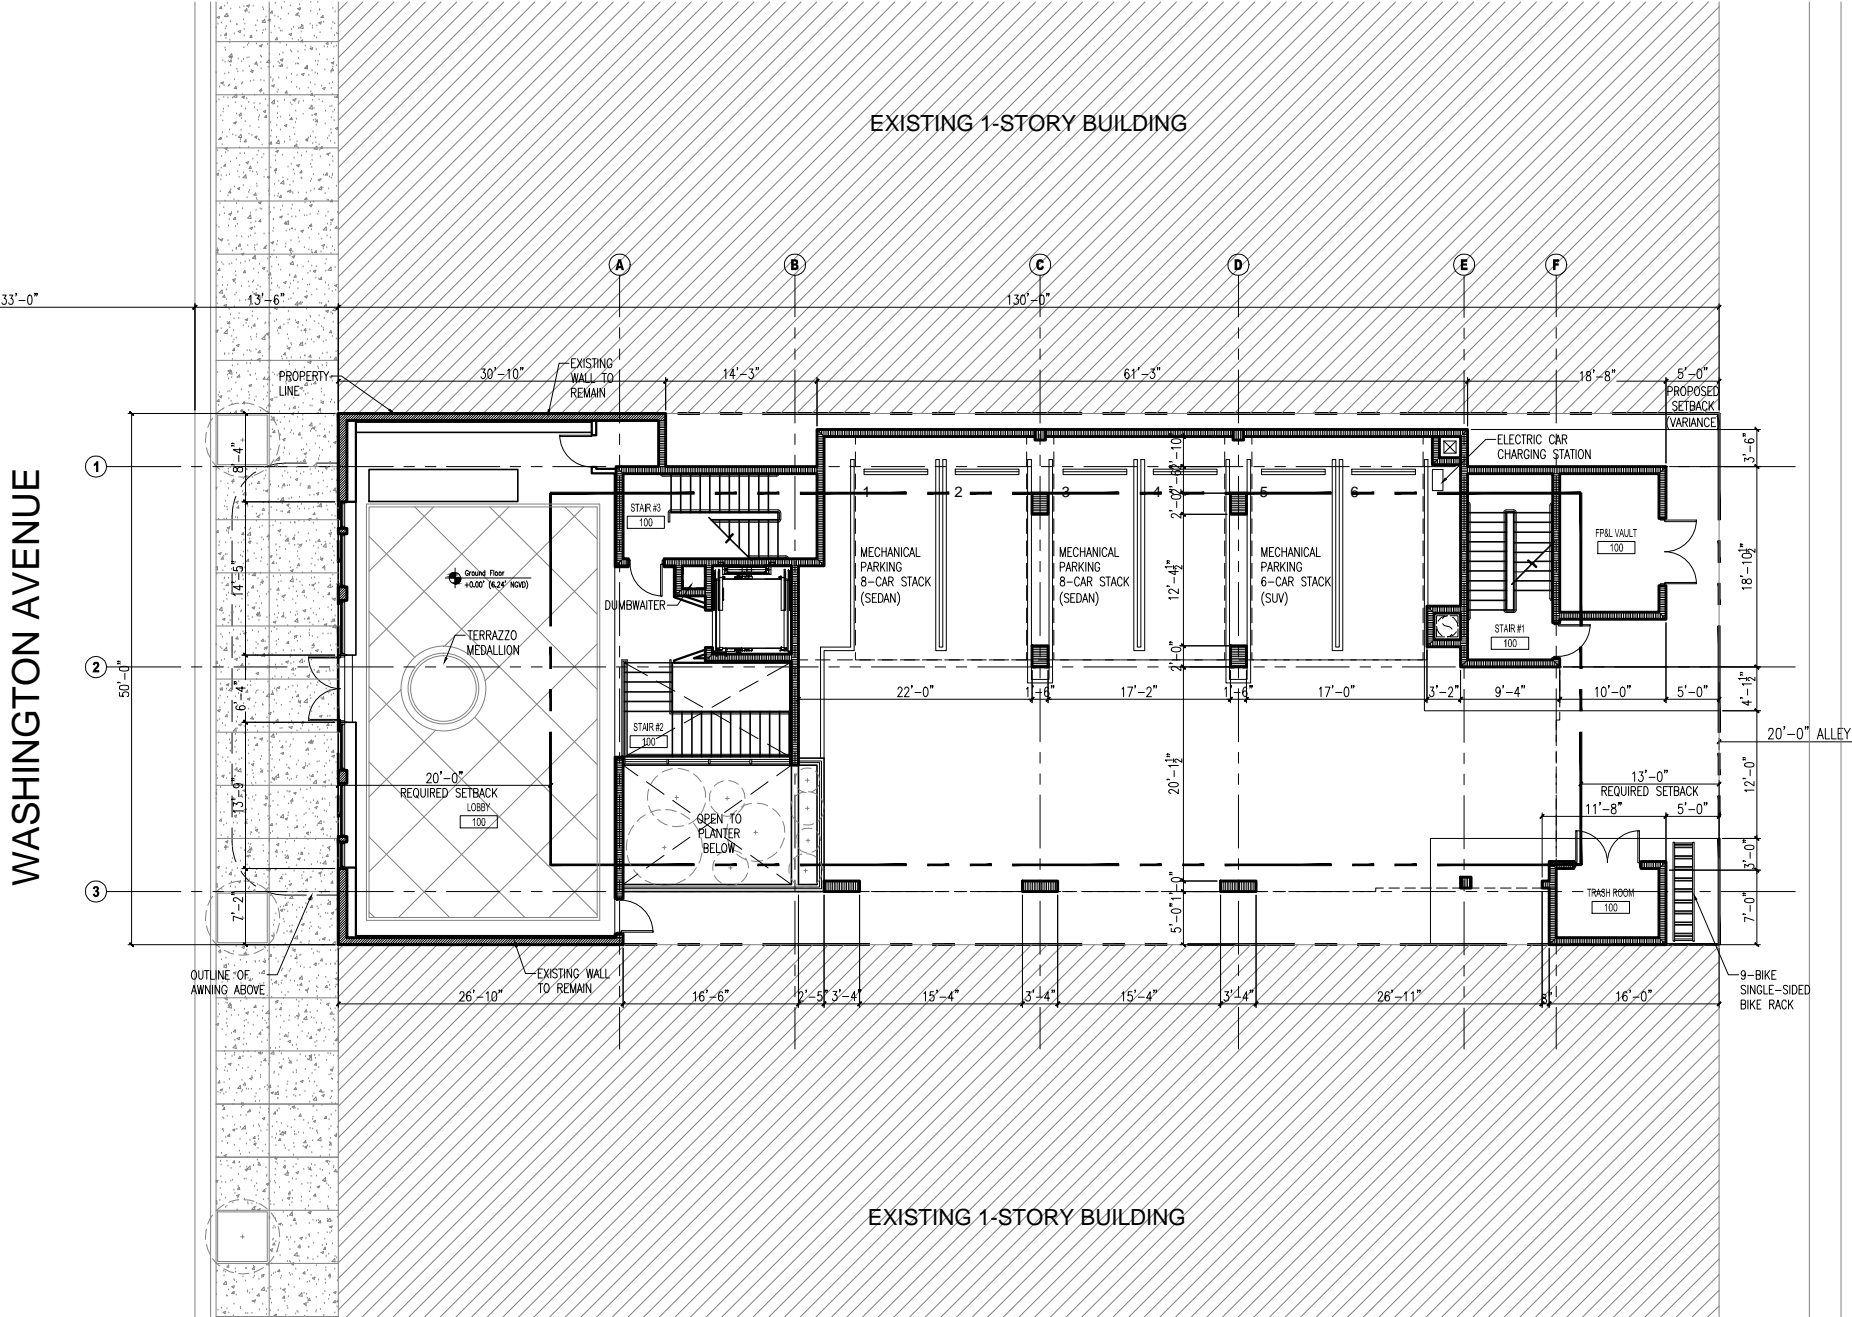 EXISTING 1-STORY BUILDING
A
B
C
D
E
F
33'-0"
13'-6"
130'-0"
30'-10"
14'-3"
61'-3"
18'-8"
5'-0"
PROPERTY
LINE
EXISTING
WALL TO
REMAIN
PROPOSED
SETBACK
(VARIANCE)
ELECTRIC CAR
CHARGING STATION
1
2
3
WASHINGTON AVENUE
50'-0"
8'-4"
14'-5"
6'-4"
13'-9"
7'-2"
1
2
3
4
5
6
STAIR #3
100
Ground Floor
+0.00' (6.24' NGVD)
DUMBWAITER
TERRAZZO
MEDALLION
MECHANICAL
PARKING
8-CAR STACK
(SEDAN)
MECHANICAL
PARKING
8-CAR STACK
(SEDAN)
MECHANICAL
PARKING
6-CAR STACK
(SUV)
2'-0"
12'-4½"
2'-0"
20'-1½"
1'-0"
5'-0"
FP&L VAULT
100
STAIR #1
100
3'-6"
18'-10½"
4'-1½"
12'-0"
3'-0"
7'-0"
22'-0"
1'-6"
17'-2"
1'-6"
17'-0"
3'-2"
9'-4"
10'-0"
5'-0"
STAIR #2
100
20'-0" ALLEY
20'-0"
REQUIRED SETBACK
LOBBY
100
13'-0"
REQUIRED SETBACK
11'-8"
5'-0"
OPEN TO
PLANTER
BELOW
TRASH ROOM
100
OUTLINE OF
AWNING ABOVE
EXISTING WALL
TO REMAIN
9-BIKE
SINGLE-SIDED
BIKE RACK
26'-10"
16'-6"
2'-5"
3'-4"
15'-4"
3'-4"
15'-4"
3'-4"
26'-11"
8"
16'-0"
EXISTING 1-STORY BUILDING